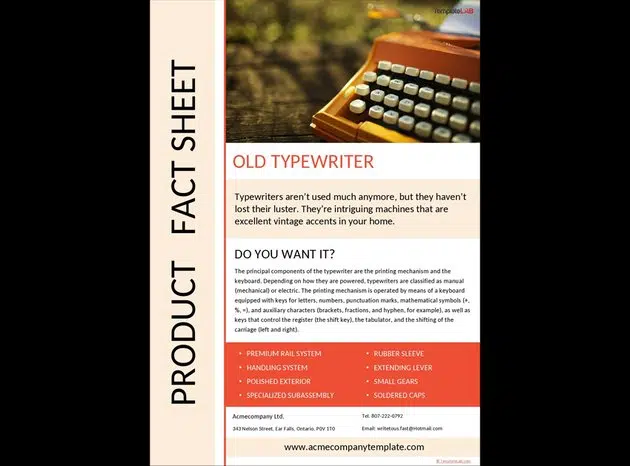 TemplateLAB
PRODUCT FACT SHEET
OLD TYPEWRITER
Typewriters aren't used much anymore, but they haven't
lost their luster. They're intriguing machines that are
excellent vintage accents in your home.
DO YOU WANT IT?
The principal components of the typewriter are the printing mechanism and the
keyboard. Depending on how they are powered, typewriters are classified as manual
(mechanical) or electric. The printing mechanism is operated by means of a keyboard
equipped with keys for letters, numbers, punctuation marks, mathematical symbols (+,
%, =), and auxiliary characters (brackets, fractions, and hyphen, for example), as well as
keys that control the register (the shift key), the tabulator, and the shifting of the
carriage (left and right).
• PREMIUM RAIL SYSTEM • RUBBER SLEEVE
• HANDLING SYSTEM • EXTENDING LEVER
• POLISHED EXTERIOR • SMALL GEARS
• SPECIALIZED SUBASSEMBLY • SOLDERED CAPS
Acmecompany Ltd. Tel. 807-222-0792
343 Nelson Street, Ear Falls, Ontario, P0V 1T0 Email: writetous.fast@Hotmail.com
www.acmecompanytemplate.com
© TemplateLab.com